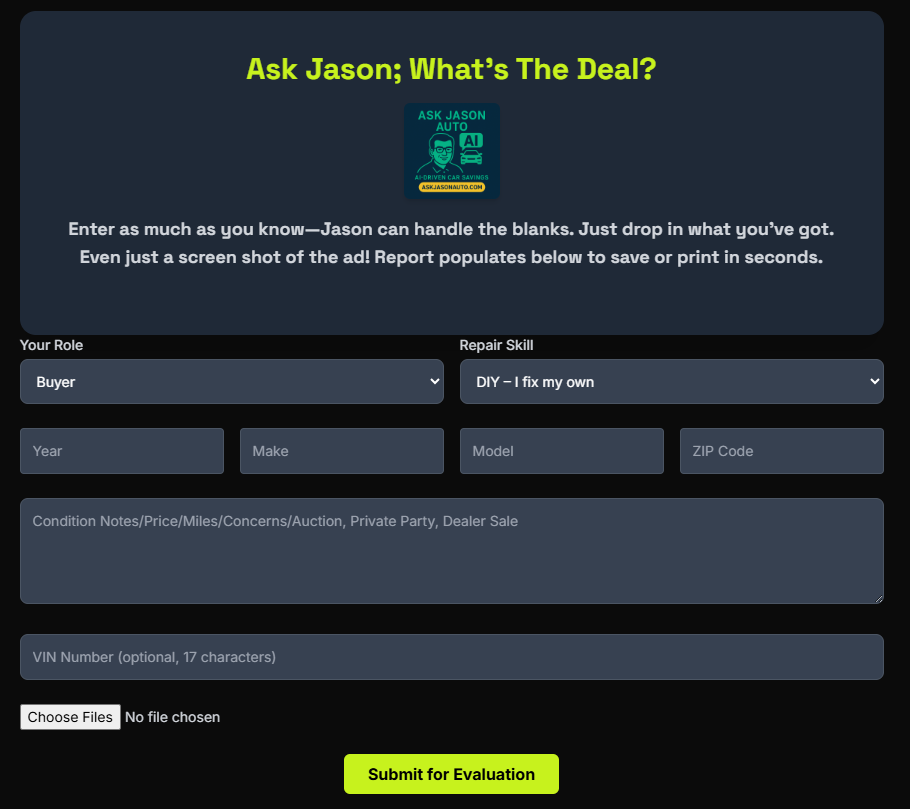 Ask Jason; What’s The Deal?
ASK JASON
AUTO
AI
AI-DRIVEN CAR SAVINGS
ASKJASONAUTO.COM
Enter as much as you know—Jason can handle the blanks. Just drop in what you’ve got.
Even just a screen shot of the ad! Report populates below to save or print in seconds.
Your Role
Repair Skill
Buyer
DIY – I fix my own
Year
Make
Model
ZIP Code
Condition Notes/Price/Miles/Concerns/Auction, Private Party, Dealer Sale
VIN Number (optional, 17 characters)
Choose Files No file chosen
Submit for Evaluation